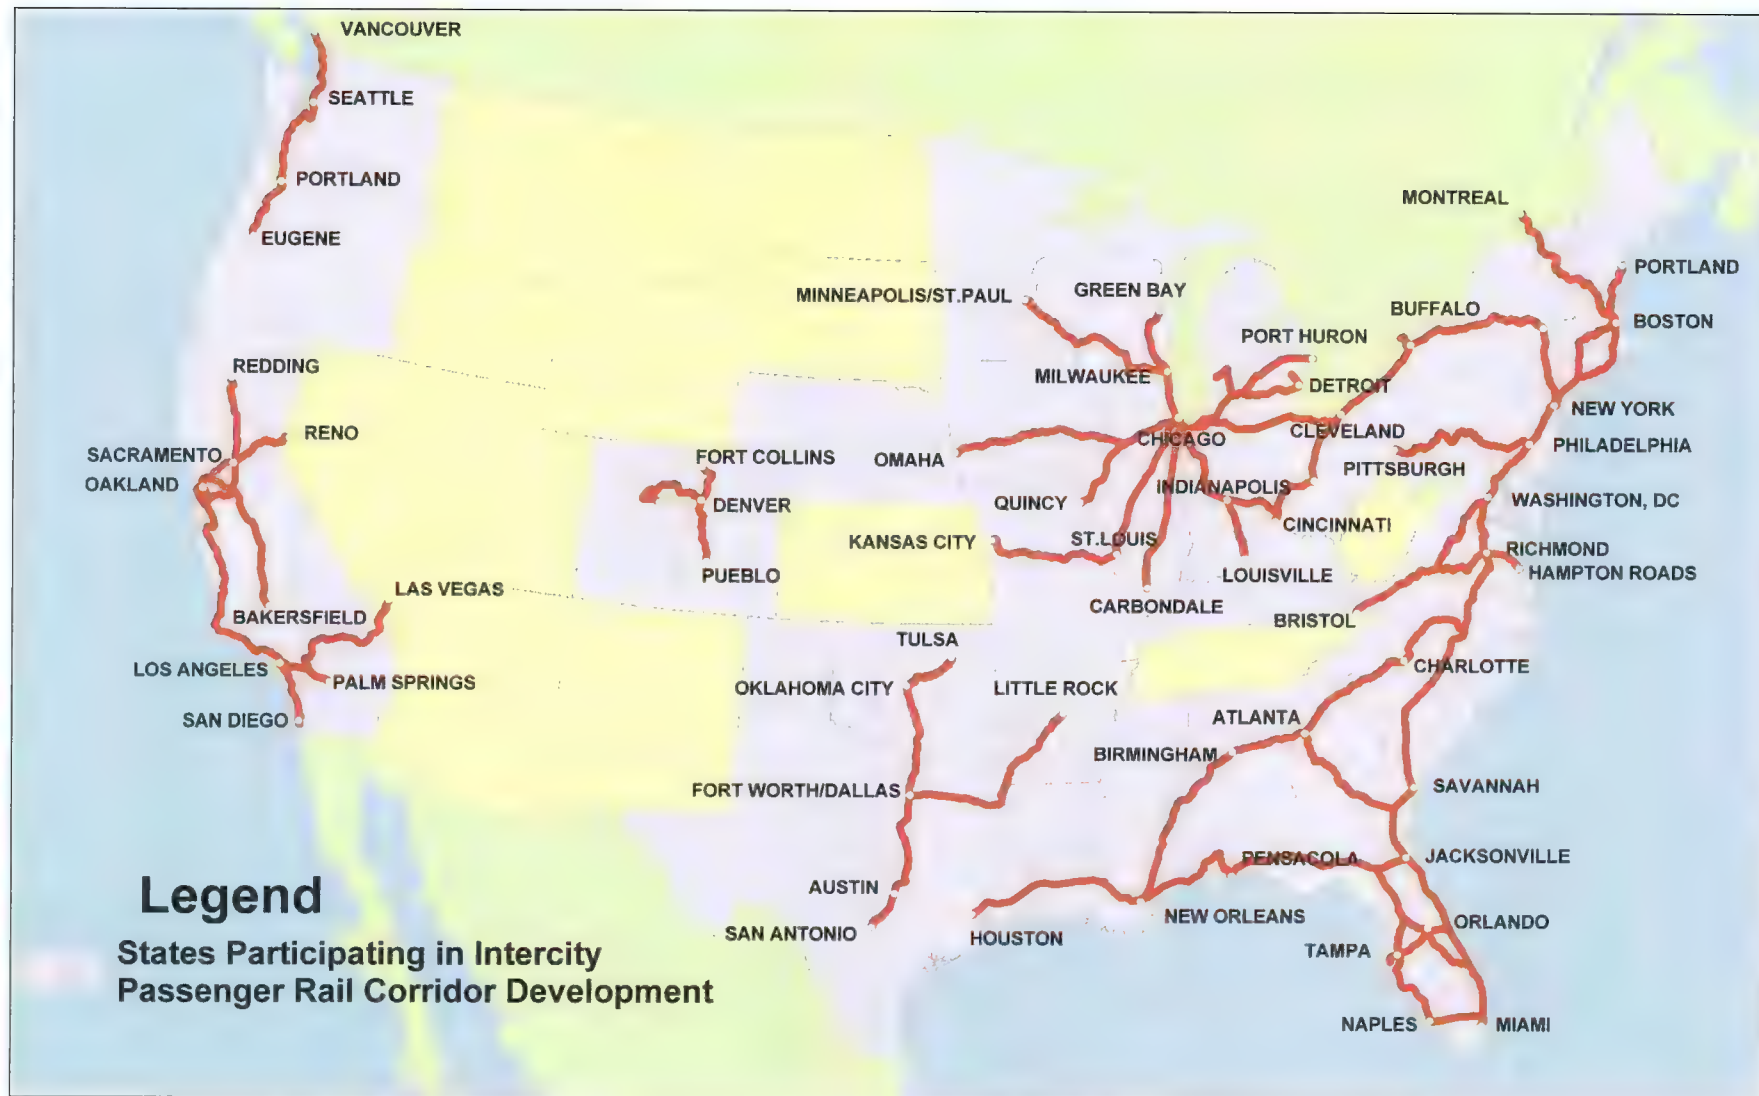 VANCOUVER
SEATTLE
PORTLAND
EUGENE
MONTREAL
PORTLAND
BOSTON
MINNEAPOLIS/ST.PAUL
GREEN BAY
BUFFALO
PORT HURON
MILWAUKEE
DETROIT
REDDING
NEW YORK
RENO
CHICAGO
CLEVELAND
PHILADELPHIA
SACRAMENTO
FORT COLLINS
OMAHA
PITTSBURGH
OAKLAND
INDIANAPOLIS
DENVER
QUINCY
WASHINGTON, DC
CINCINNATI
KANSAS CITY
ST.LOUIS
RICHMOND
PUEBLO
LOUISVILLE
HAMPTON ROADS
LAS VEGAS
CARBONDALE
BAKERSFIELD
BRISTOL
TULSA
LOS ANGELES
PALM SPRINGS
CHARLOTTE
OKLAHOMA CITY
LITTLE ROCK
SAN DIEGO
ATLANTA
BIRMINGHAM
FORT WORTH/DALLAS
SAVANNAH
PENSACOLA
JACKSONVILLE
AUSTIN
NEW ORLEANS
ORLANDO
SAN ANTONIO
HOUSTON
TAMPA
NAPLES
MIAMI
Legend
States Participating in Intercity
Passenger Rail Corridor Development